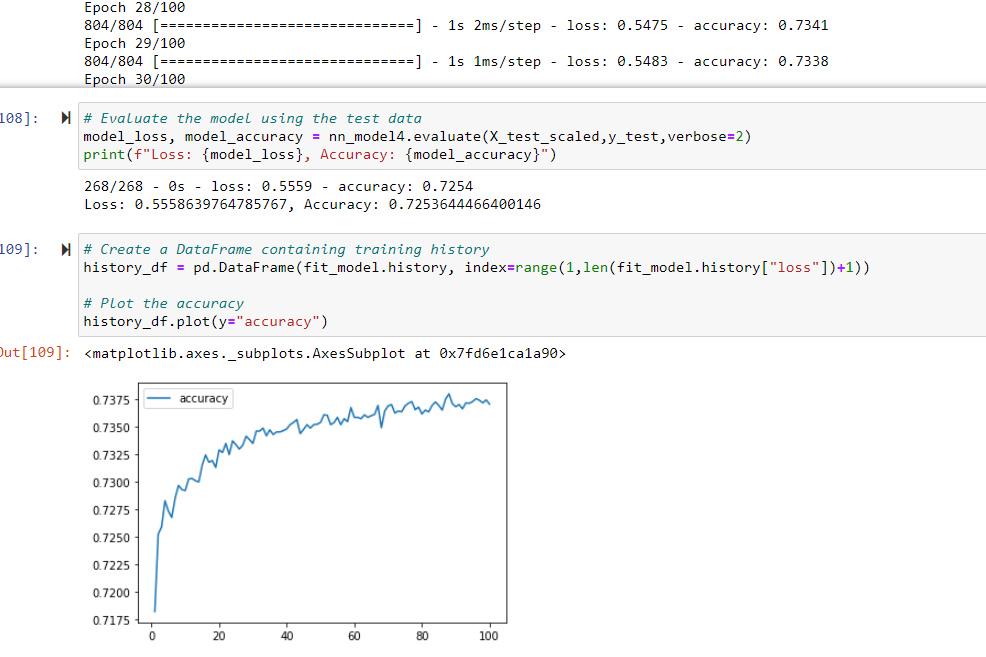 Epoch 28/100
804/804 [==============================] - 1s 2ms/step - loss: 0.5475 - accuracy: 0.7341
Epoch 29/100
804/804 [==============================] - 1s 1ms/step - loss: 0.5483 - accuracy: 0.7338
Epoch 30/100
108]:
# Evaluate the model using the test data
model_loss, model_accuracy = nn_model4.evaluate(X_test_scaled,y_test,verbose=2)
print(f"Loss: {model_loss}, Accuracy: {model_accuracy}")
268/268 - 0s - loss: 0.5559 - accuracy: 0.7254
Loss: 0.5558639764785767, Accuracy: 0.7253644466400146
109]:
# Create a DataFrame containing training history
history_df = pd.DataFrame(fit_model.history, index=range(1,len(fit_model.history["loss"])+1))
# Plot the accuracy
history_df.plot(y="accuracy")
Out[109]: <matplotlib.axes._subplots.AxesSubplot at 0x7fd6e1ca1a90>
accuracy
0.7375
0.7350
0.7325
0.7300
0.7275
0.7250
0.7225
0.7200
0.7175
0 20 40 60 80 100